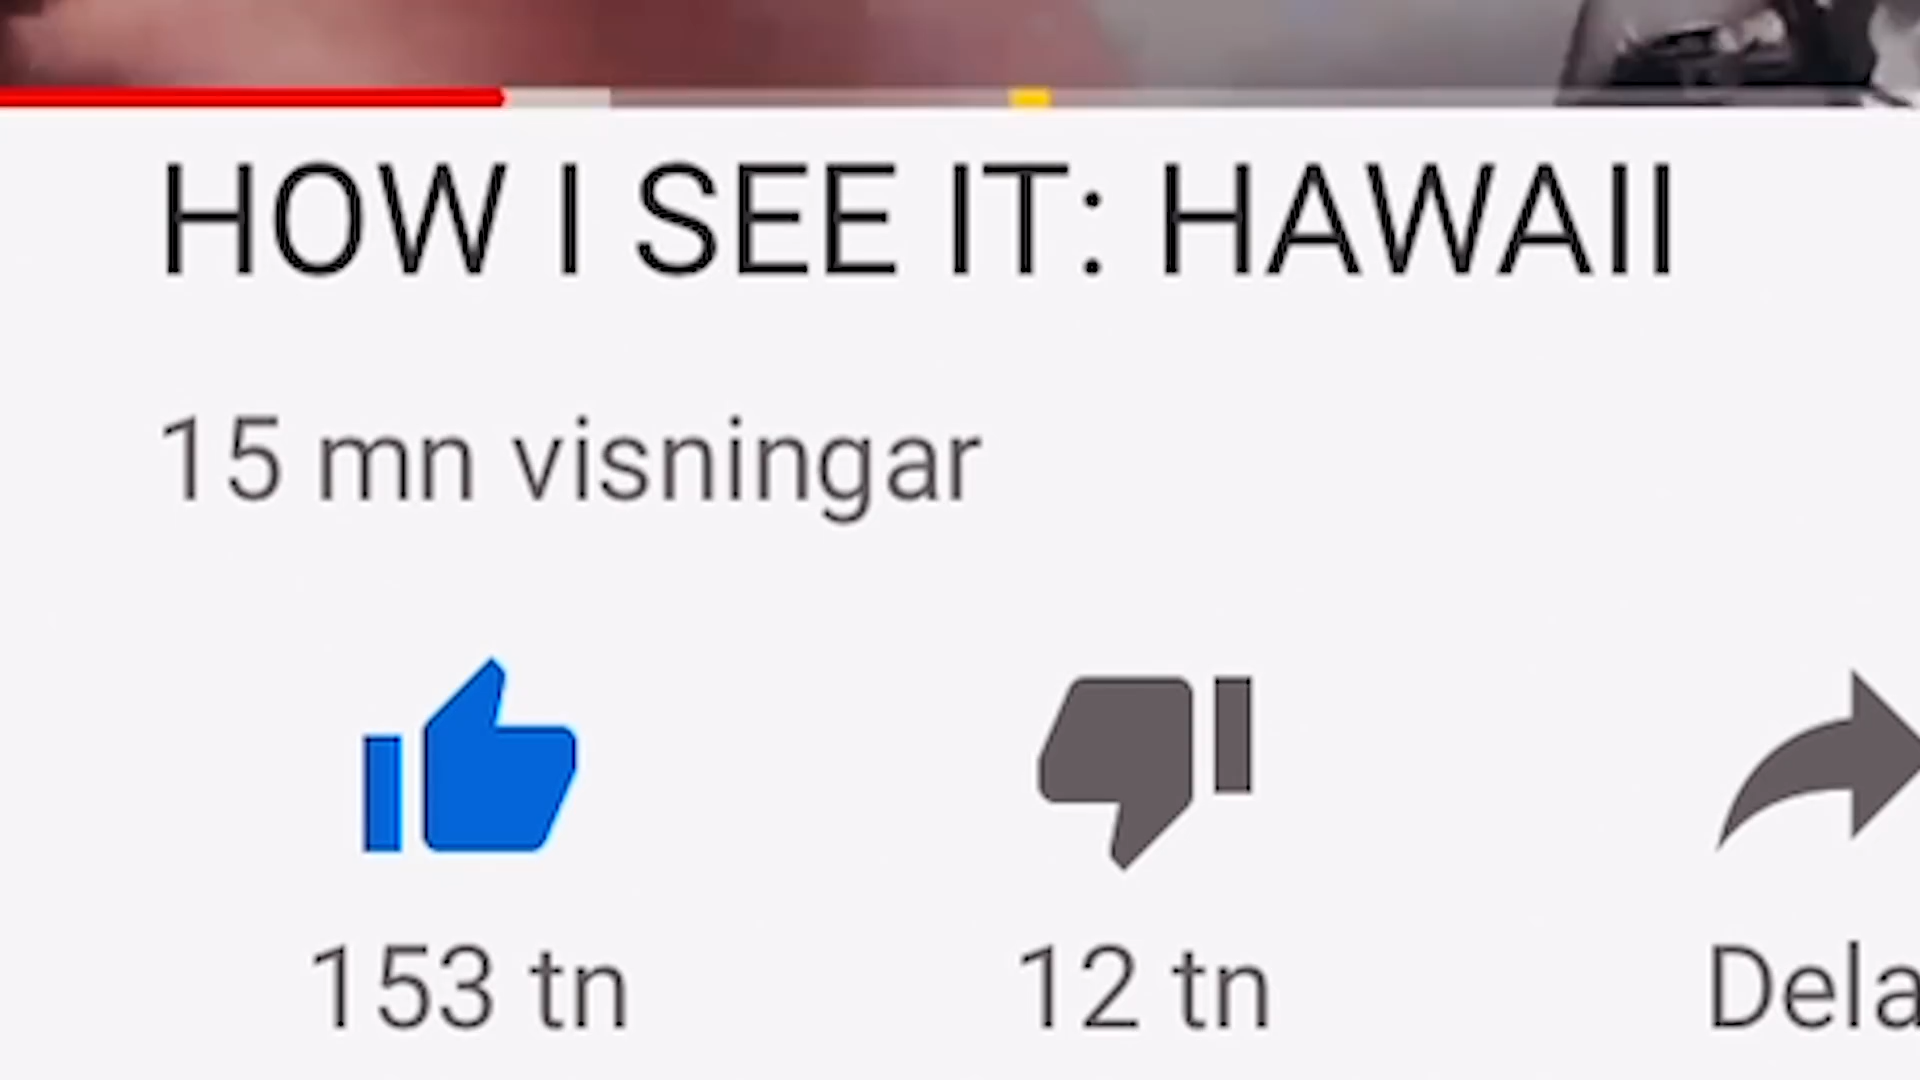 HOW I SEE IT: HAWAII
15 mn visningar
153 tn
12 tn
Dela